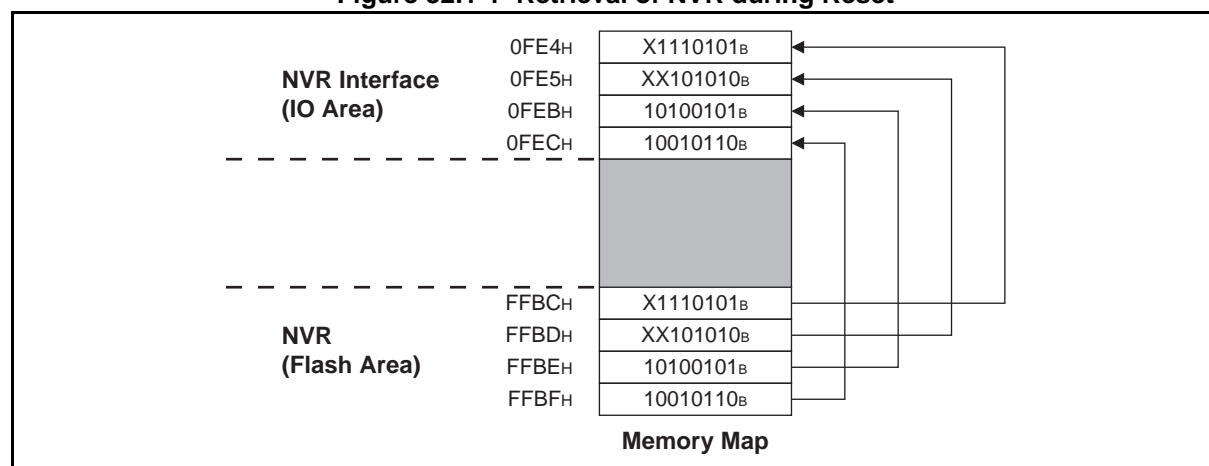 0FE4H X1110101B
NVR Interface 0FE5H XX101010B
(IO Area) 0FEBH 10100101B
0FECH 10010110B
FFBCH X1110101B
NVR FFBDH XX101010B
(Flash Area) FFBEH 10100101B
FFBFH 10010110B
Memory Map